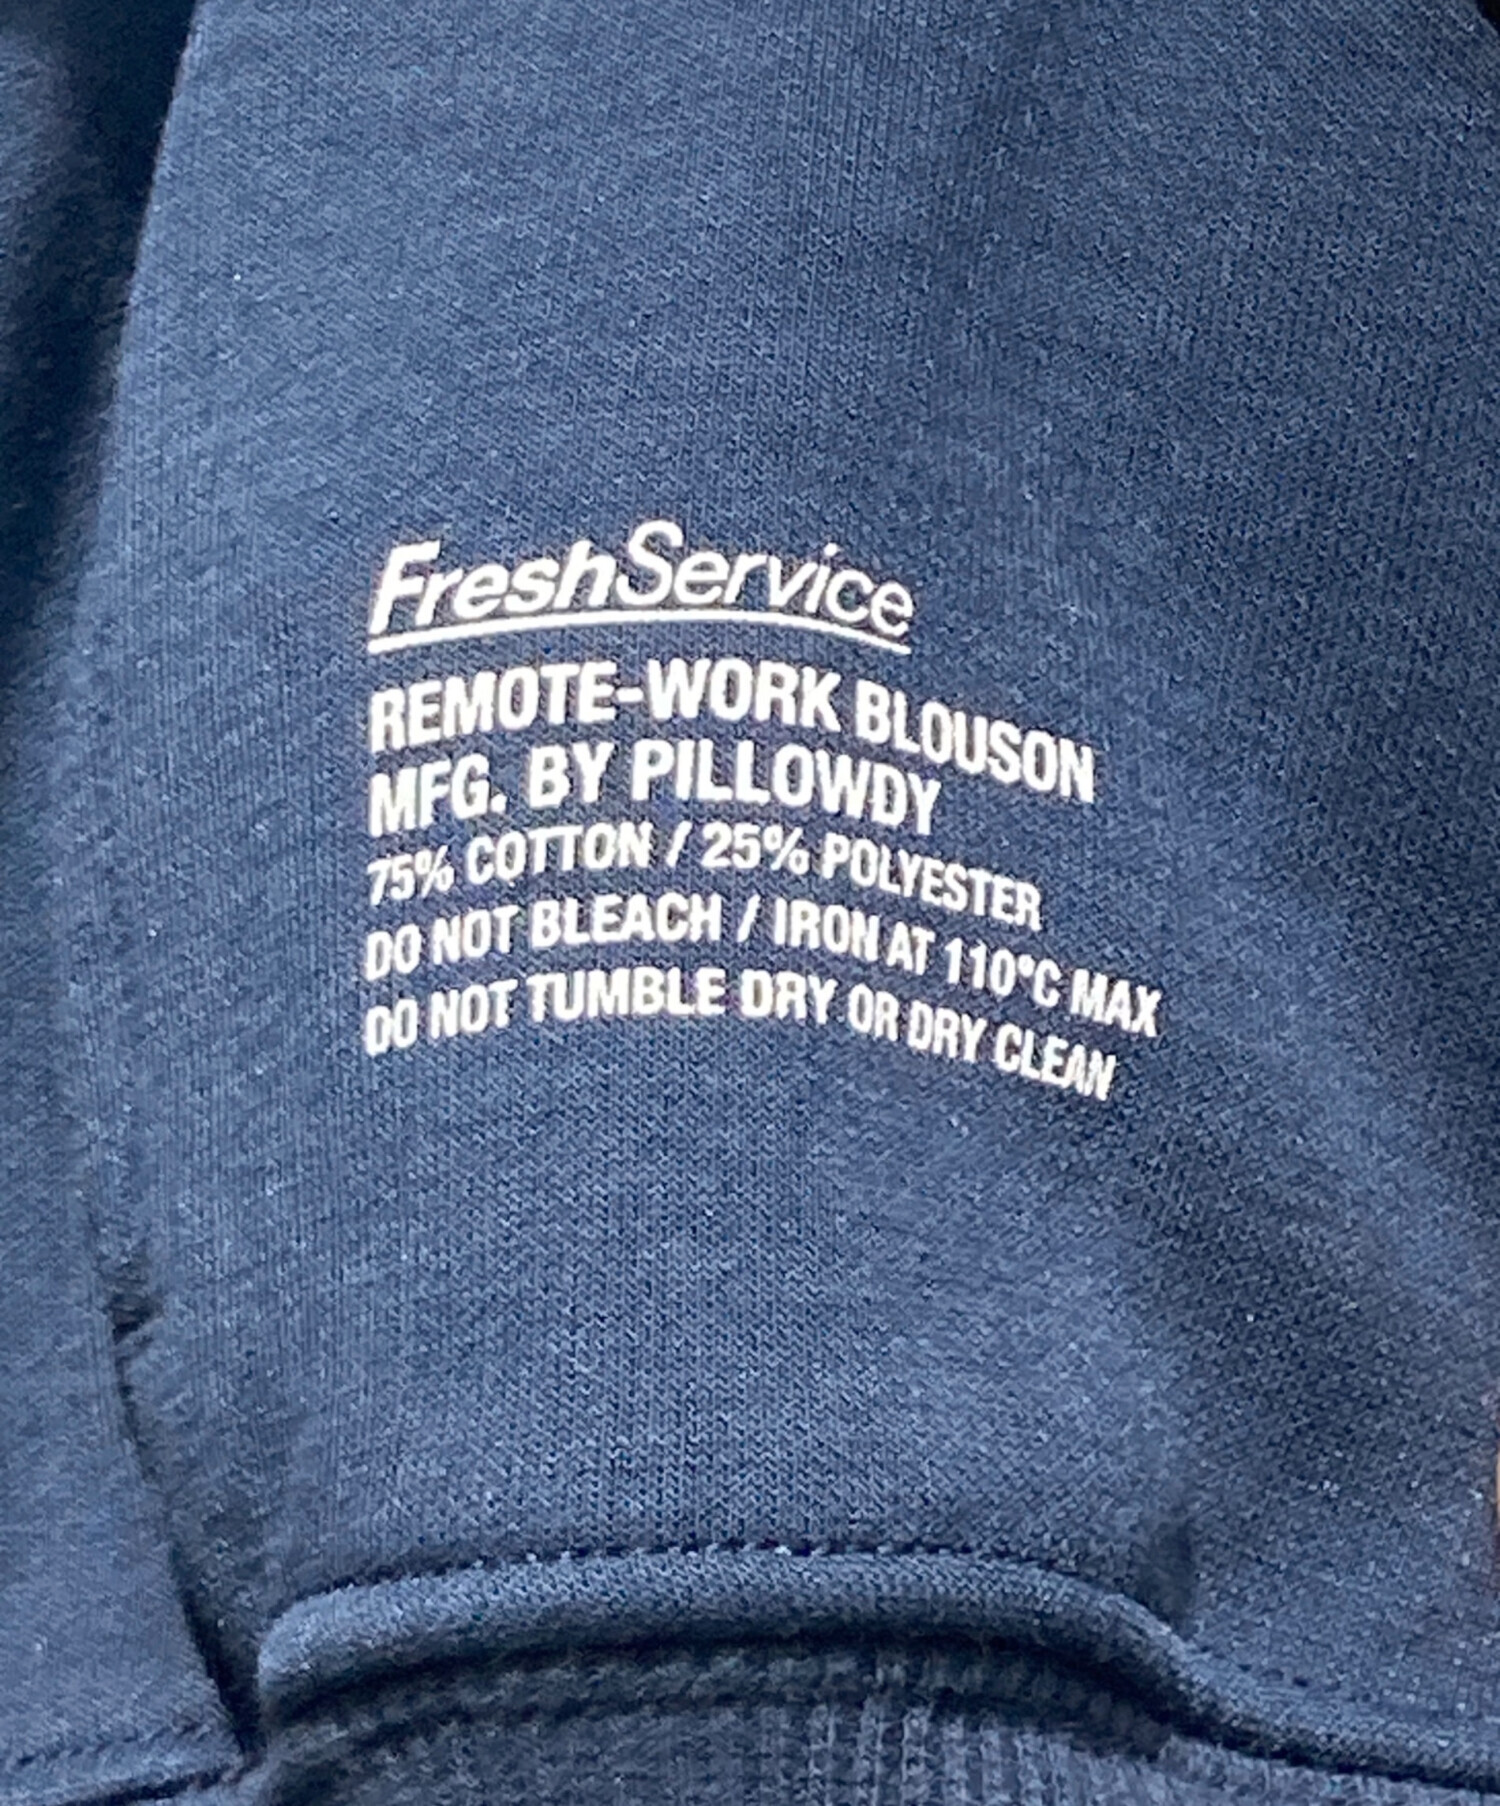 FreshService
REMOTE-WORK BLOUSON
MFG. BY PILLOWDY
75% COTTON / 25% POLYESTER
DO NOT BLEACH / IRON AT 110°C MAX
DO NOT TUMBLE DRY OR DRY CLEAN